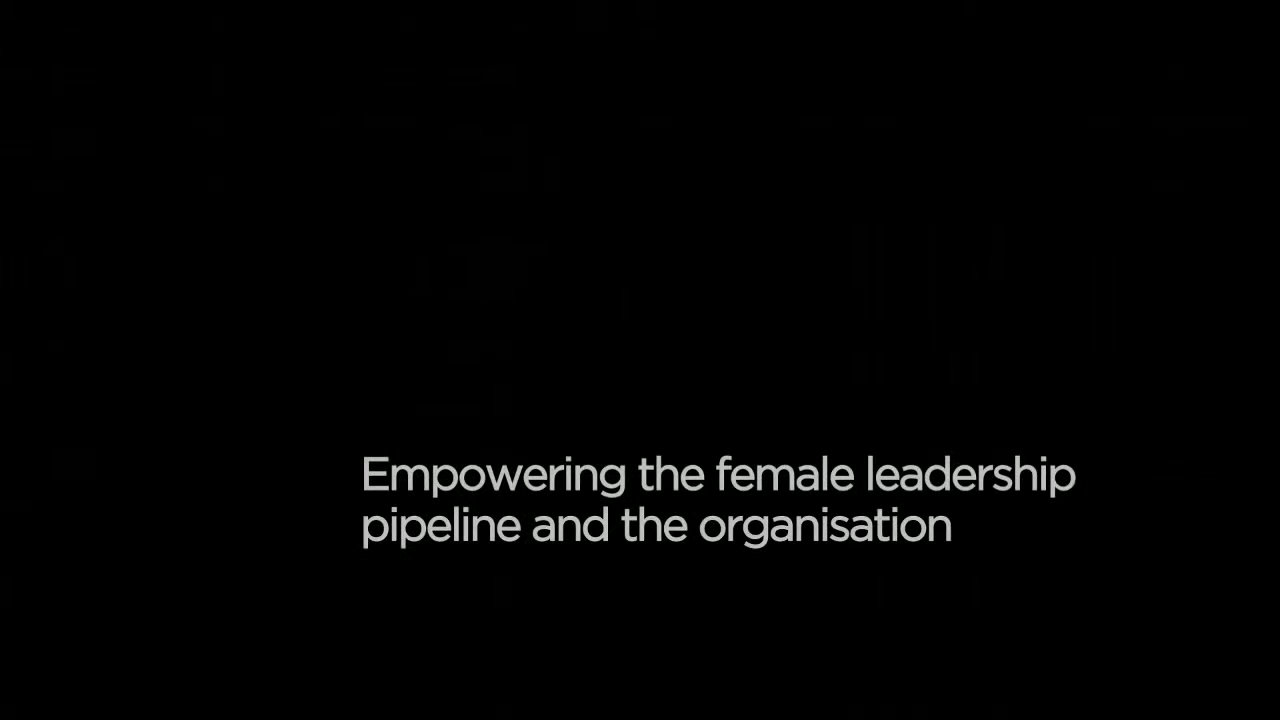 Empowering the female leadership
pipeline and the organisation